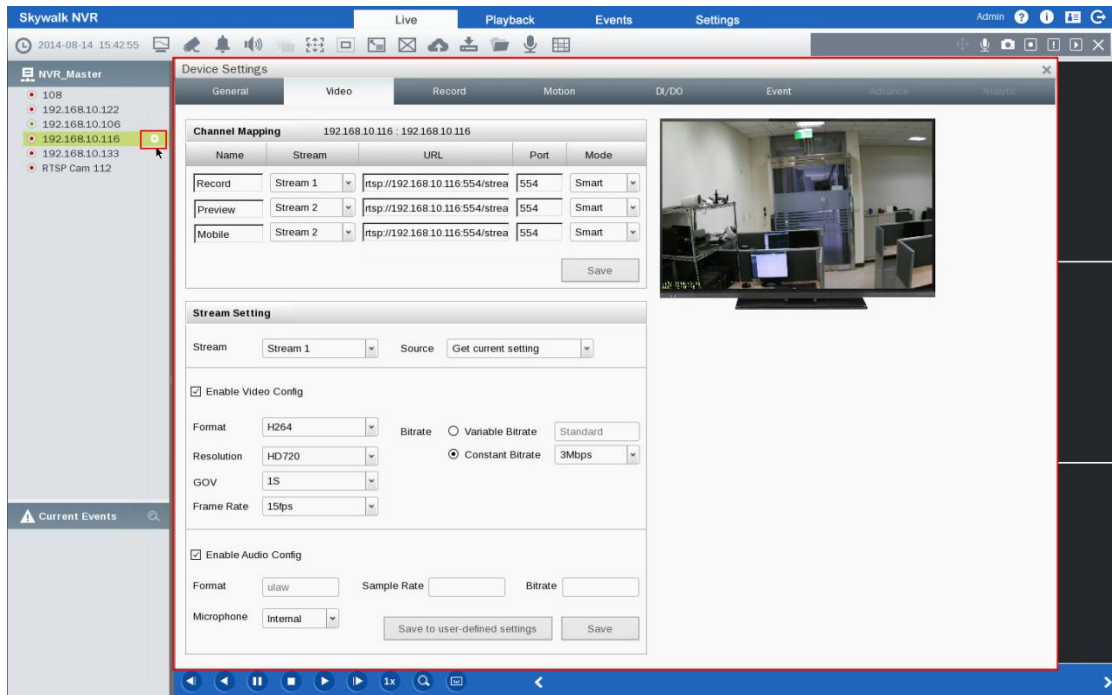 Skywalk NVR
Live Playback Events Settings
Admin
2014-08-14 15:42:55
NVR_Master
108
192.168.10.122
192.168.10.106
192.168.10.116
192.168.10.133
RTSP Cam 112
Device Settings
General Video Record Motion DI/DO Event Advance Analytic
Channel Mapping 192.168.10.116 : 192.168.10.116
Name Stream URL Port Mode
Record Stream 1 rtsp://192.168.10.116:554/strea 554 Smart
Preview Stream 2 rtsp://192.168.10.116:554/strea 554 Smart
Mobile Stream 2 rtsp://192.168.10.116:554/strea 554 Smart
Save
Stream Setting
Stream Stream 1 Source Get current setting
Enable Video Config
Format H264 Bitrate Variable Bitrate Standard
Resolution HD720 Constant Bitrate 3Mbps
GOV 1S
Frame Rate 15fps
Enable Audio Config
Format ulaw Sample Rate Bitrate
Microphone Internal Save to user-defined settings Save
Current Events
1x